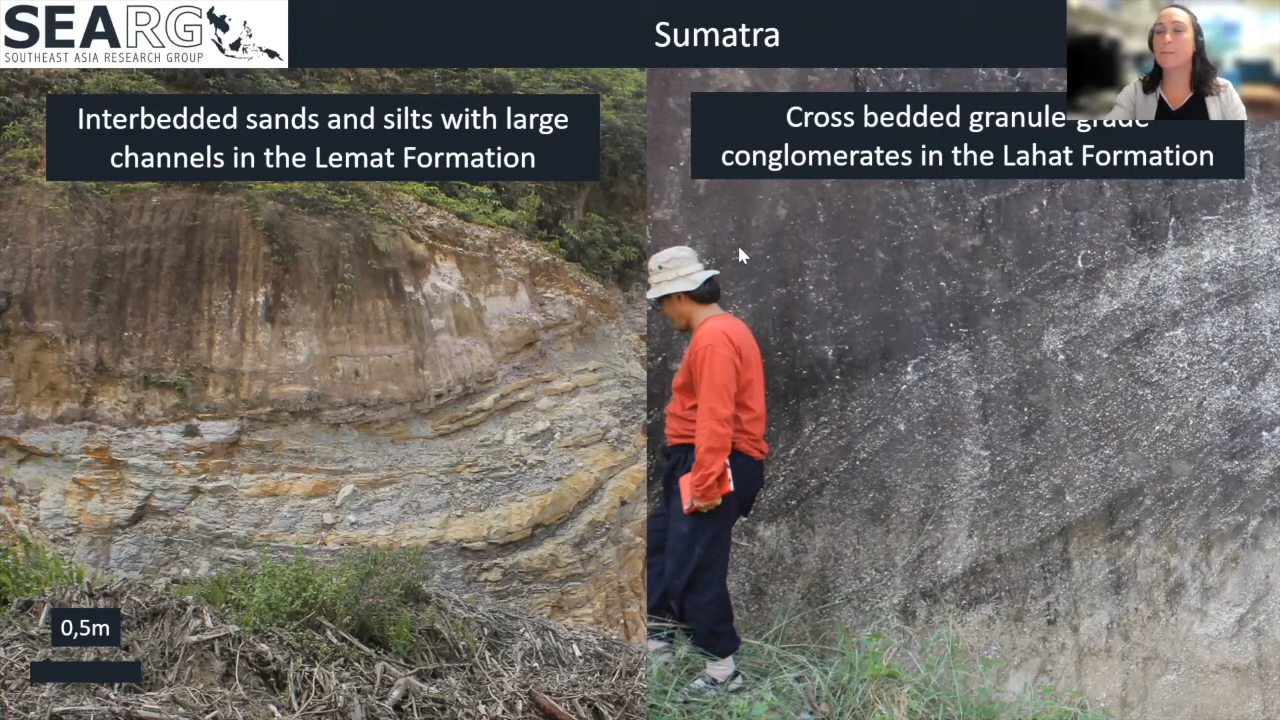 SEARG
SOUTHEAST ASIA RESEARCH GROUP
Sumatra
Interbedded sands and silts with large
channels in the Lemat Formation
Cross bedded granule grade
conglomerates in the Lahat Formation
0,5m